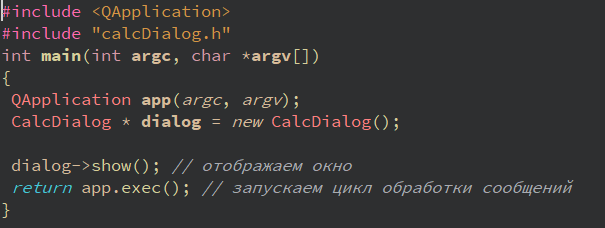 #include <QApplication>
#include "calcDialog.h"
int main(int argc, char *argv[])
{
 QApplication app(argc, argv);
 CalcDialog * dialog = new CalcDialog();

 dialog->show(); // отображаем окно
 return app.exec(); // запускаем цикл обработки сообщений
}